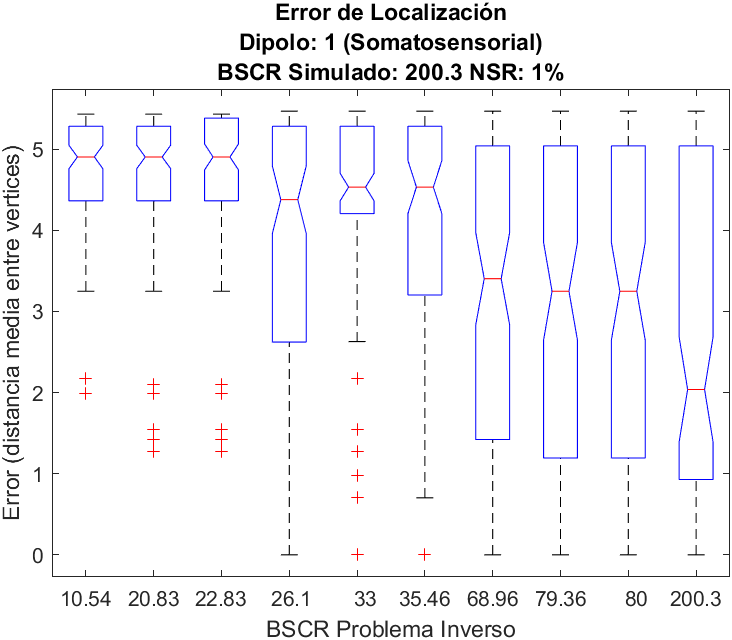 Error de Localización
Dipolo: 1 (Somatosensorial)
BSCR Simulado: 200.3 NSR: 1%
Error (distancia media entre vertices)
5
4
3
2
1
0
10.54 20.83 22.83 26.1 33 35.46 68.96 79.36 80 200.3
BSCR Problema Inverso